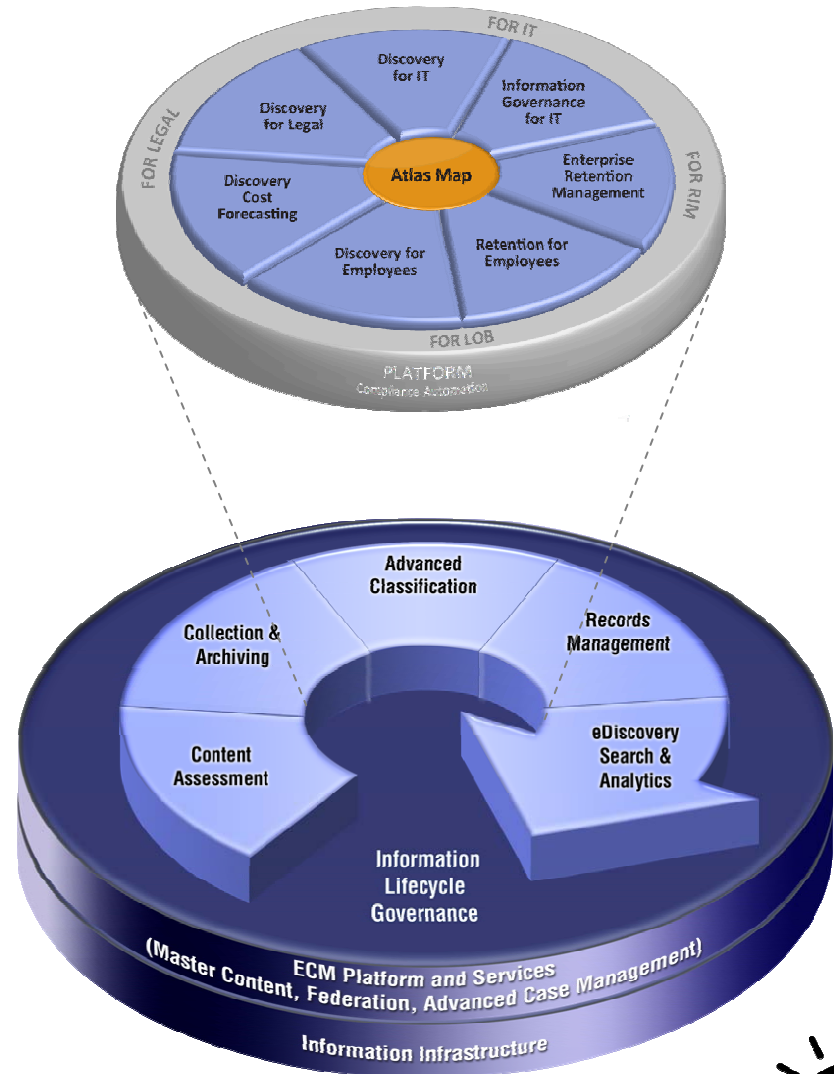 FOR IT
Discovery
for IT
Information
Governance
for IT
Discovery
for Legal
FOR LEGAL
Enterprise
Retention
Management
FOR RIM
Atlas Map
Discovery
Cost
Forecasting
Discovery for
Employees
Retention for
Employees
FOR LOB
PLATFORM
Compliance Automation
Advanced
Classification
Collection &
Archiving
Records
Management
Content
Assessment
eDiscovery
Search &
Analytics
Information
Lifecycle
Governance
ECM Platform and Services
(Master Content, Federation, Advanced Case Management)
Information Infrastructure